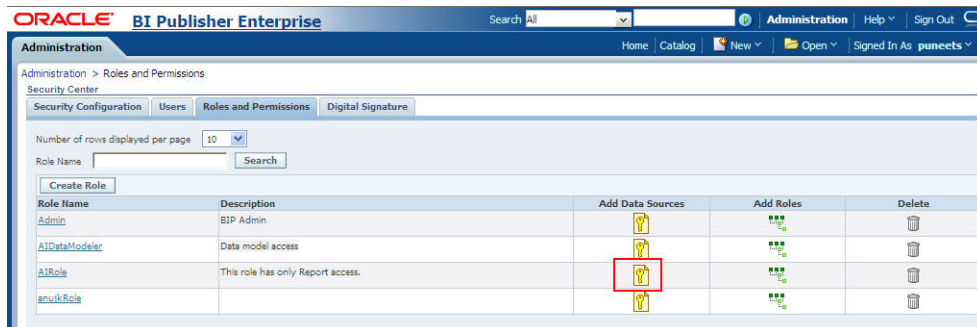 ORACLE BI Publisher Enterprise Search All Administration Help Sign Out
Administration Home Catalog New Open Signed In As puneets
Administration > Roles and Permissions
Security Center
Security Configuration Users Roles and Permissions Digital Signature
Number of rows displayed per page 10
Role Name Search
Create Role
Role Name Description Add Data Sources Add Roles Delete
Admin BIP Admin
AIDataModeler Data model access
AIRole This role has only Report access.
anujkRole